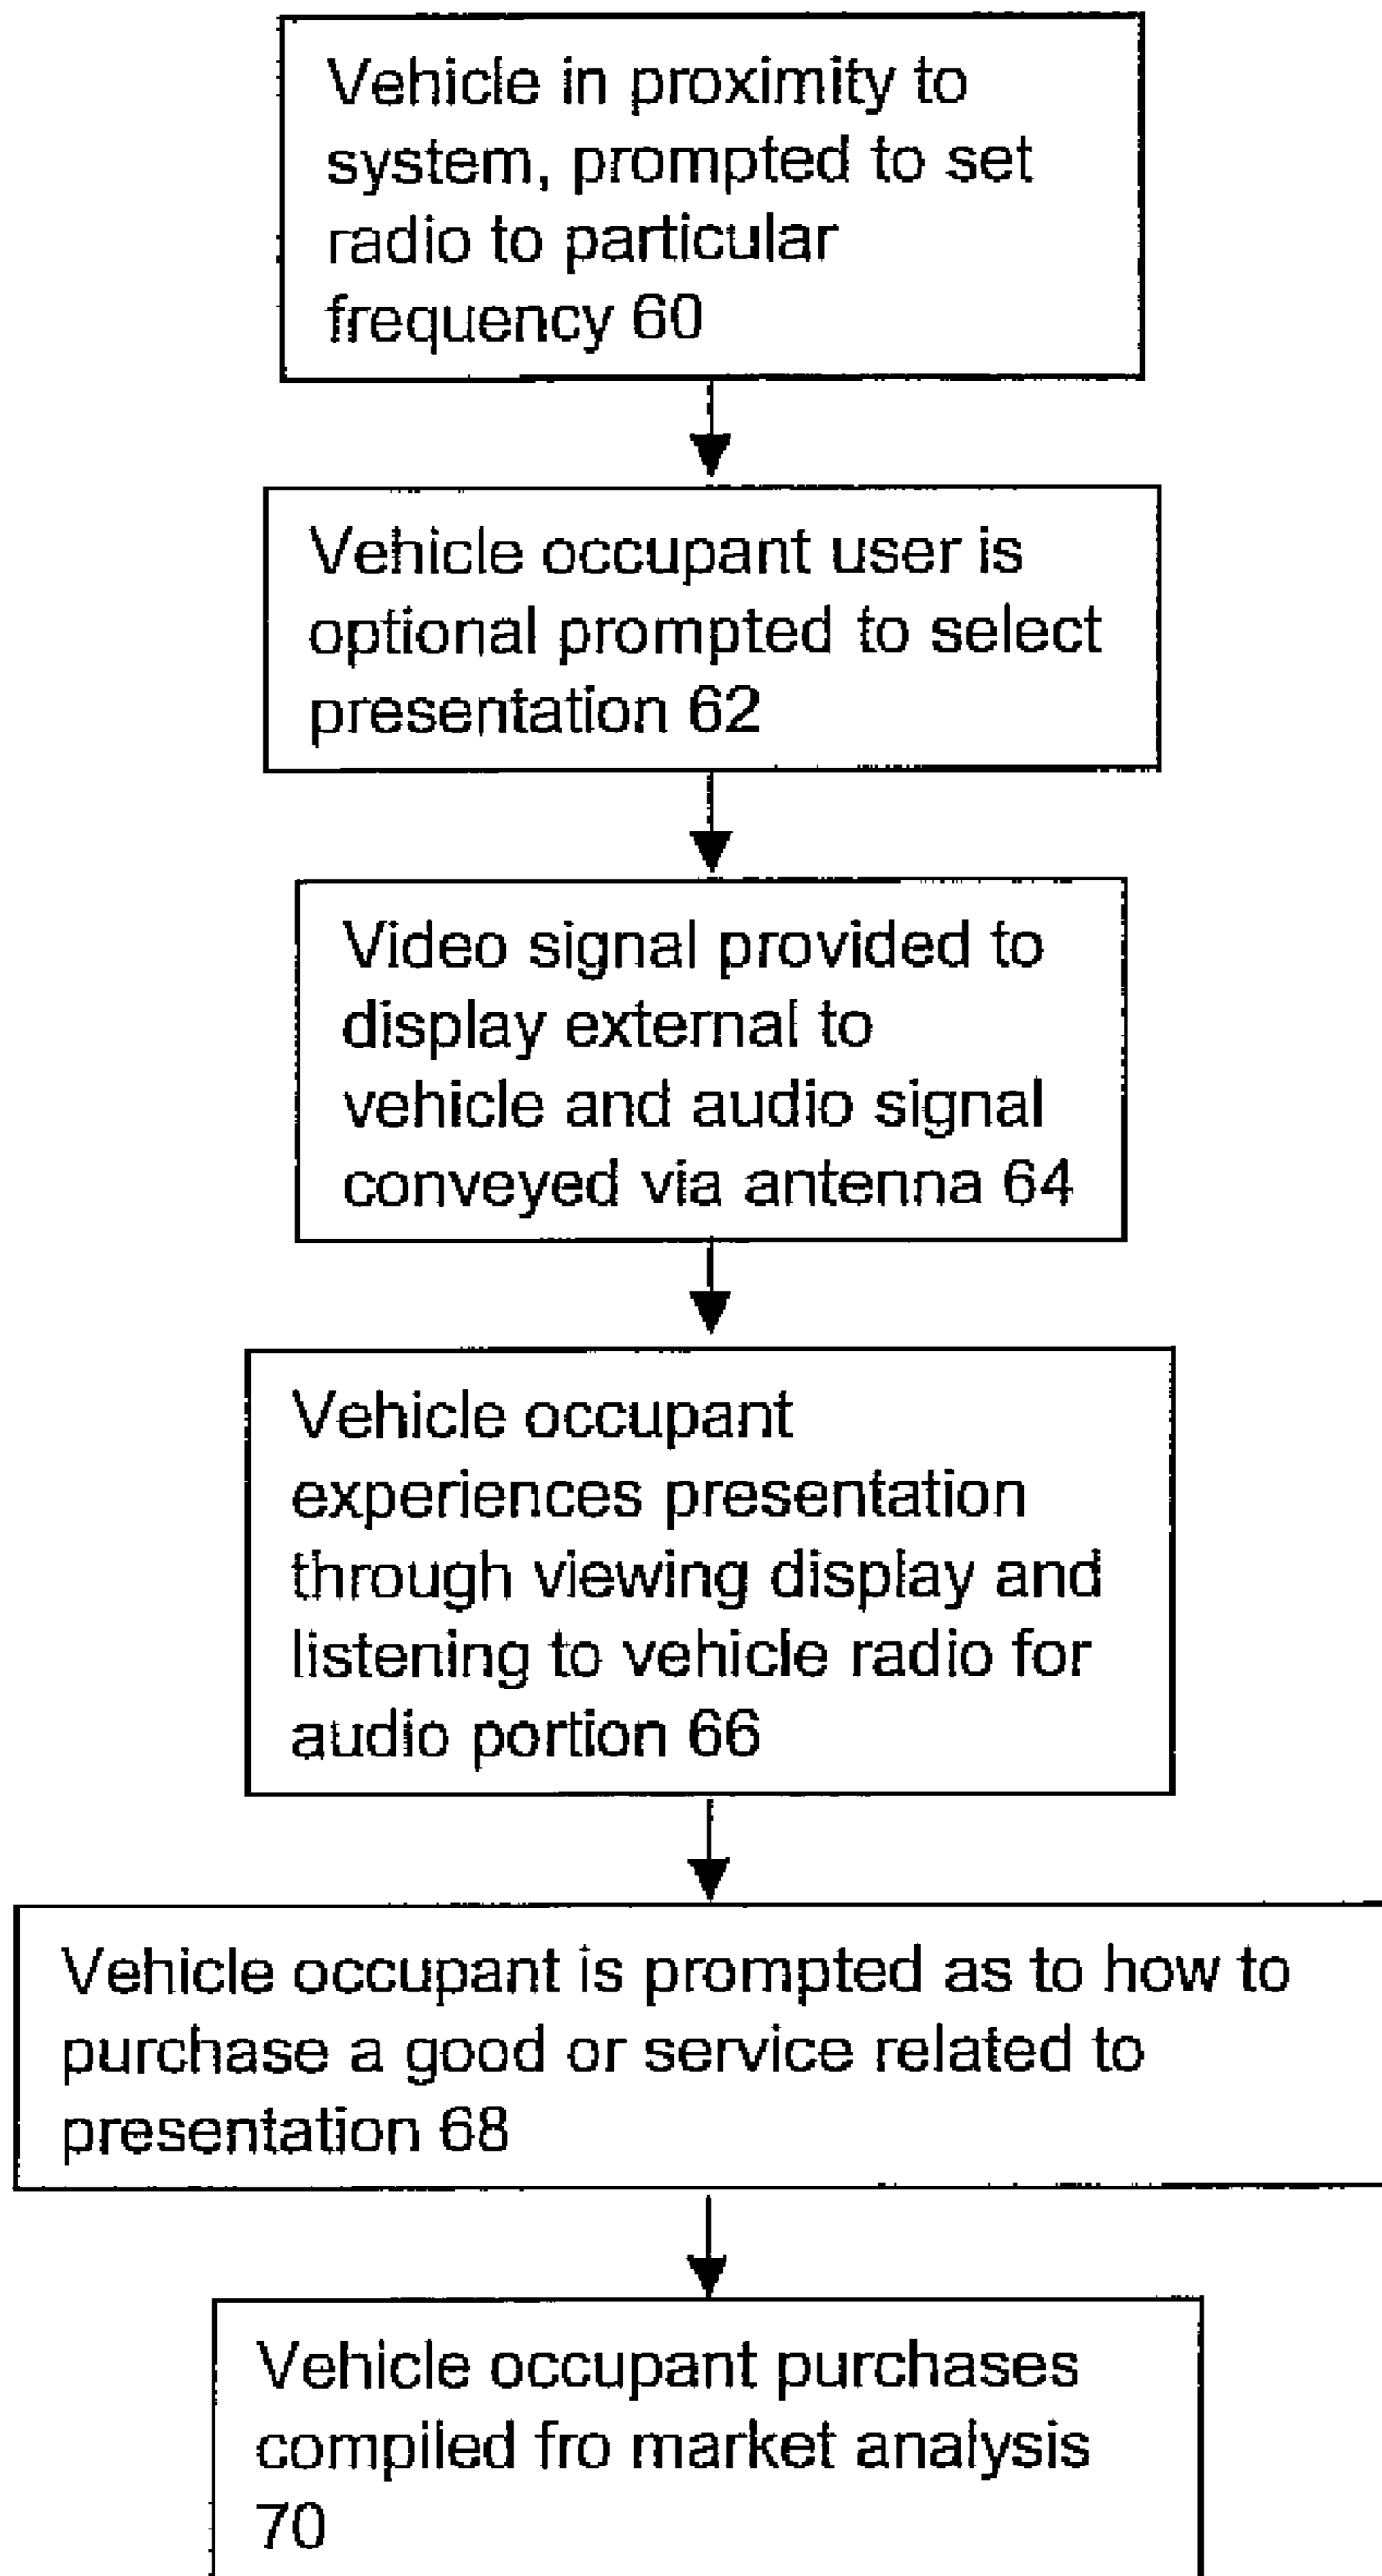 Vehicle in proximity to
system, prompted to set
radio to particular
frequency 60
Vehicle occupant user is
optional prompted to select
presentation 62
Video signal provided to
display external to
vehicle and audio signal
conveyed via antenna 64
Vehicle occupant
experiences presentation
through viewing display and
listening to vehicle radio for
audio portion 66
Vehicle occupant is prompted as to how to
purchase a good or service related to
presentation 68
Vehicle occupant purchases
compiled fro market analysis
70